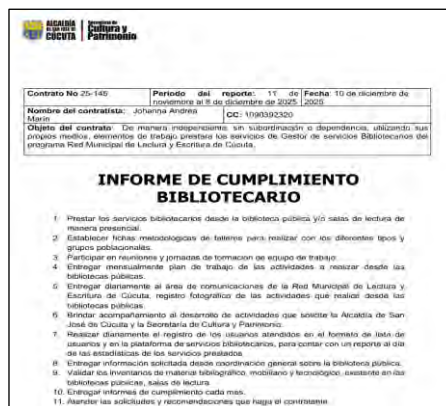 ALCALDÍA
DE SAN JOSÉ DE
CÚCUTA
Secretaría de
Cultura y
Patrimonio
Contrato No 25-145
Periodo del reporte: 11 de
noviembre al 8 de diciembre de 2025
Fecha: 10 de diciembre de
2025
Nombre del contratista: Johanna Andrea
Marin
CC: 1090392320
Objeto del contrato: De manera independiente, sin subordinación o dependencia, utilizando sus
propios medios, elementos de trabajo prestara los servicios de Gestor de servicios Bibliotecarios del
programa Red Municipal de Lectura y Escritura de Cúcuta.
INFORME DE CUMPLIMIENTO
BIBLIOTECARIO
1. Prestar los servicios bibliotecarios desde la biblioteca pública y/o salas de lectura de
manera presencial.
2. Establecer fichas metodologicas de talleres para realizar con los diferentes tipos y
grupos poblacionales.
3. Participar en reuniones y jornadas de formación de equipo de trabajo.
4. Entregar mensualmente plan de trabajo de las actividades a realizar desde las
bibliotecas públicas.
5. Entregar diariamente al área de comunicaciones de la Red Municipal de Lectura y
Escritura de Cúcuta, registro fotográfico de las actividades que realice desde las
bibliotecas públicas.
6. Brindar acompañamiento al desarrollo de actividades que solicite la Alcaldía de San
José de Cúcuta y la Secretaría de Cultura y Patrimonio.
7. Realizar diariamente el registro de los usuarios atendidos en el formato de lista de
usuarios y en la plataforma de servicios bibliotecarios, para contar con un reporte al día
de las estadísticas de los servicios prestados.
8. Entregar información solicitada desde coordinación general sobre la biblioteca pública.
9. Validar los inventarios de material bibliográfico, mobiliario y tecnológico, existente en las
bibliotecas públicas, salas de lectura.
10. Entregar informes de cumplimiento cada mes.
11. Atender las solicitudes y recomendaciones que haga el contratante.